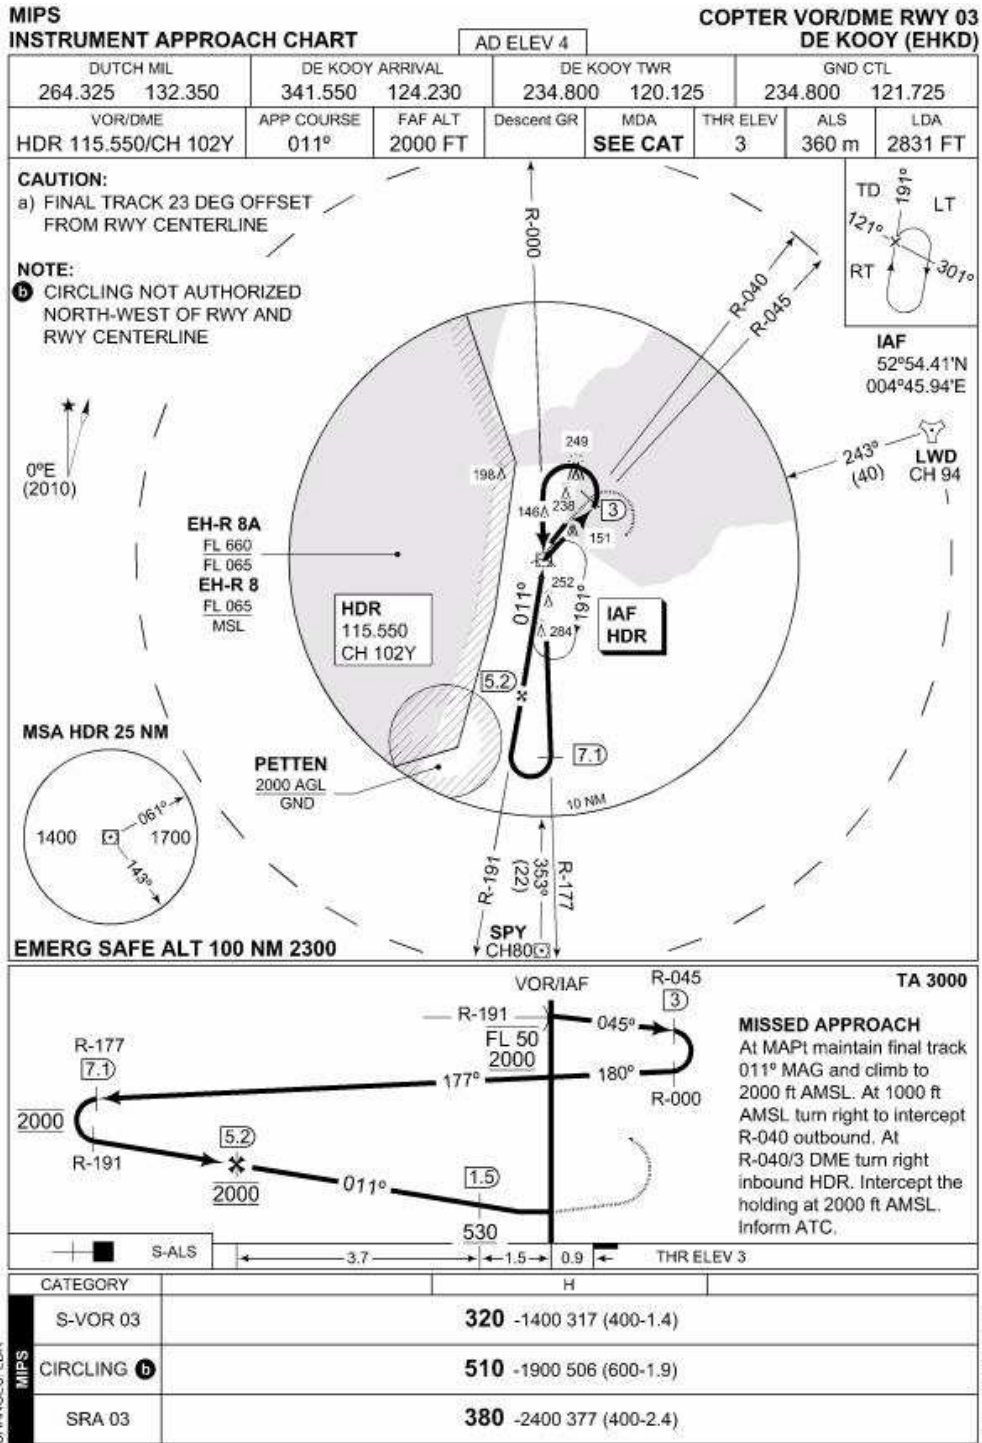 MIPS
INSTRUMENT APPROACH CHART
AD ELEV 4
COPTER VOR/DME RWY 03
DE KOOY (EHKD)
DUTCH MIL
264.325 132.350
DE KOOY ARRIVAL
341.550 124.230
DE KOOY TWR
234.800 120.125
GND CTL
234.800 121.725
VOR/DME
HDR 115.550/CH 102Y
APP COURSE
011º
FAF ALT
2000 FT
Descent GR
MDA
SEE CAT
THR ELEV
3
ALS
360 m
LDA
2831 FT
CAUTION:
a) FINAL TRACK 23 DEG OFFSET
FROM RWY CENTERLINE
NOTE:
b CIRCLING NOT AUTHORIZED
NORTH-WEST OF RWY AND
RWY CENTERLINE
0ºE
(2010)
R-000
R-040
R-045
TD
191º
LT
121º
RT
301º
IAF
52º54.41'N
004º45.94'E
243º
(40)
LWD
CH 94
249
198
146
238
3
151
EH-R 8A
FL 660
FL 065
EH-R 8
FL 065
MSL
HDR
115.550
CH 102Y
011º
252
191º
284
IAF
HDR
5.2
7.1
PETTEN
2000 AGL
GND
10 NM
MSA HDR 25 NM
1400
061º
1700
143º
R-191
353º
(22)
R-177
SPY
CH80
EMERG SAFE ALT 100 NM 2300
VOR/IAF
R-191
FL 50
2000
045º
R-045
3
TA 3000
R-177
7.1
177º
180º
R-000
2000
R-191
5.2
2000
011º
1.5
530
MISSED APPROACH
At MAPt maintain final track
011º MAG and climb to
2000 ft AMSL. At 1000 ft
AMSL turn right to intercept
R-040 outbound. At
R-040/3 DME turn right
inbound HDR. Intercept the
holding at 2000 ft AMSL.
Inform ATC.
S-ALS
3.7
1.5
0.9
THR ELEV 3
CATEGORY
H
MIPS
S-VOR 03
320 -1400 317 (400-1.4)
CIRCLING b
510 -1900 506 (600-1.9)
SRA 03
380 -2400 377 (400-2.4)